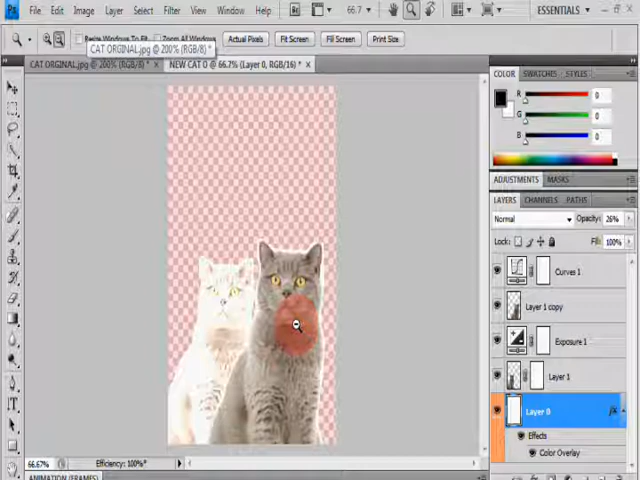 Ps File Edit Image Layer Select Filter View Window Help 66.7 ESSENTIALS
Resize Windows To Fit Zoom All Windows Actual Pixels Fit Screen Fill Screen Print Size
CAT ORGINAL.jpg @ 200% (RGB/8) *
CAT ORGINAL.jpg @ 200% (RGB/8) * x NEW CAT O @ 66.7% (Layer 0, RGB/16) * x
COLOR SWATCHES STYLES
R 0
G 0
B 0
ADJUSTMENTS MASKS
LAYERS CHANNELS PATHS
Normal Opacity: 26%
Lock: Fill: 100%
Curves 1
Layer 1 copy
Exposure 1
Layer 1
Layer 0 fx
Effects
Color Overlay
66.67% Efficiency: 100%*
ANIMATION (FRAMES)